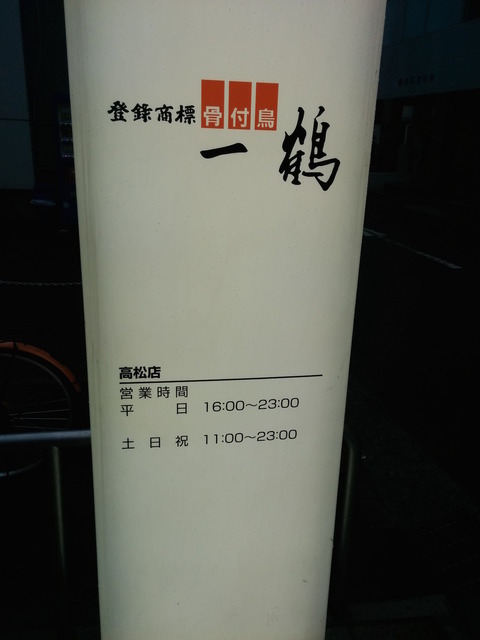 登録商標 骨付鳥
一鶴
高松店
営業時間
平日 16:00～23:00
土日祝 11:00～23:00